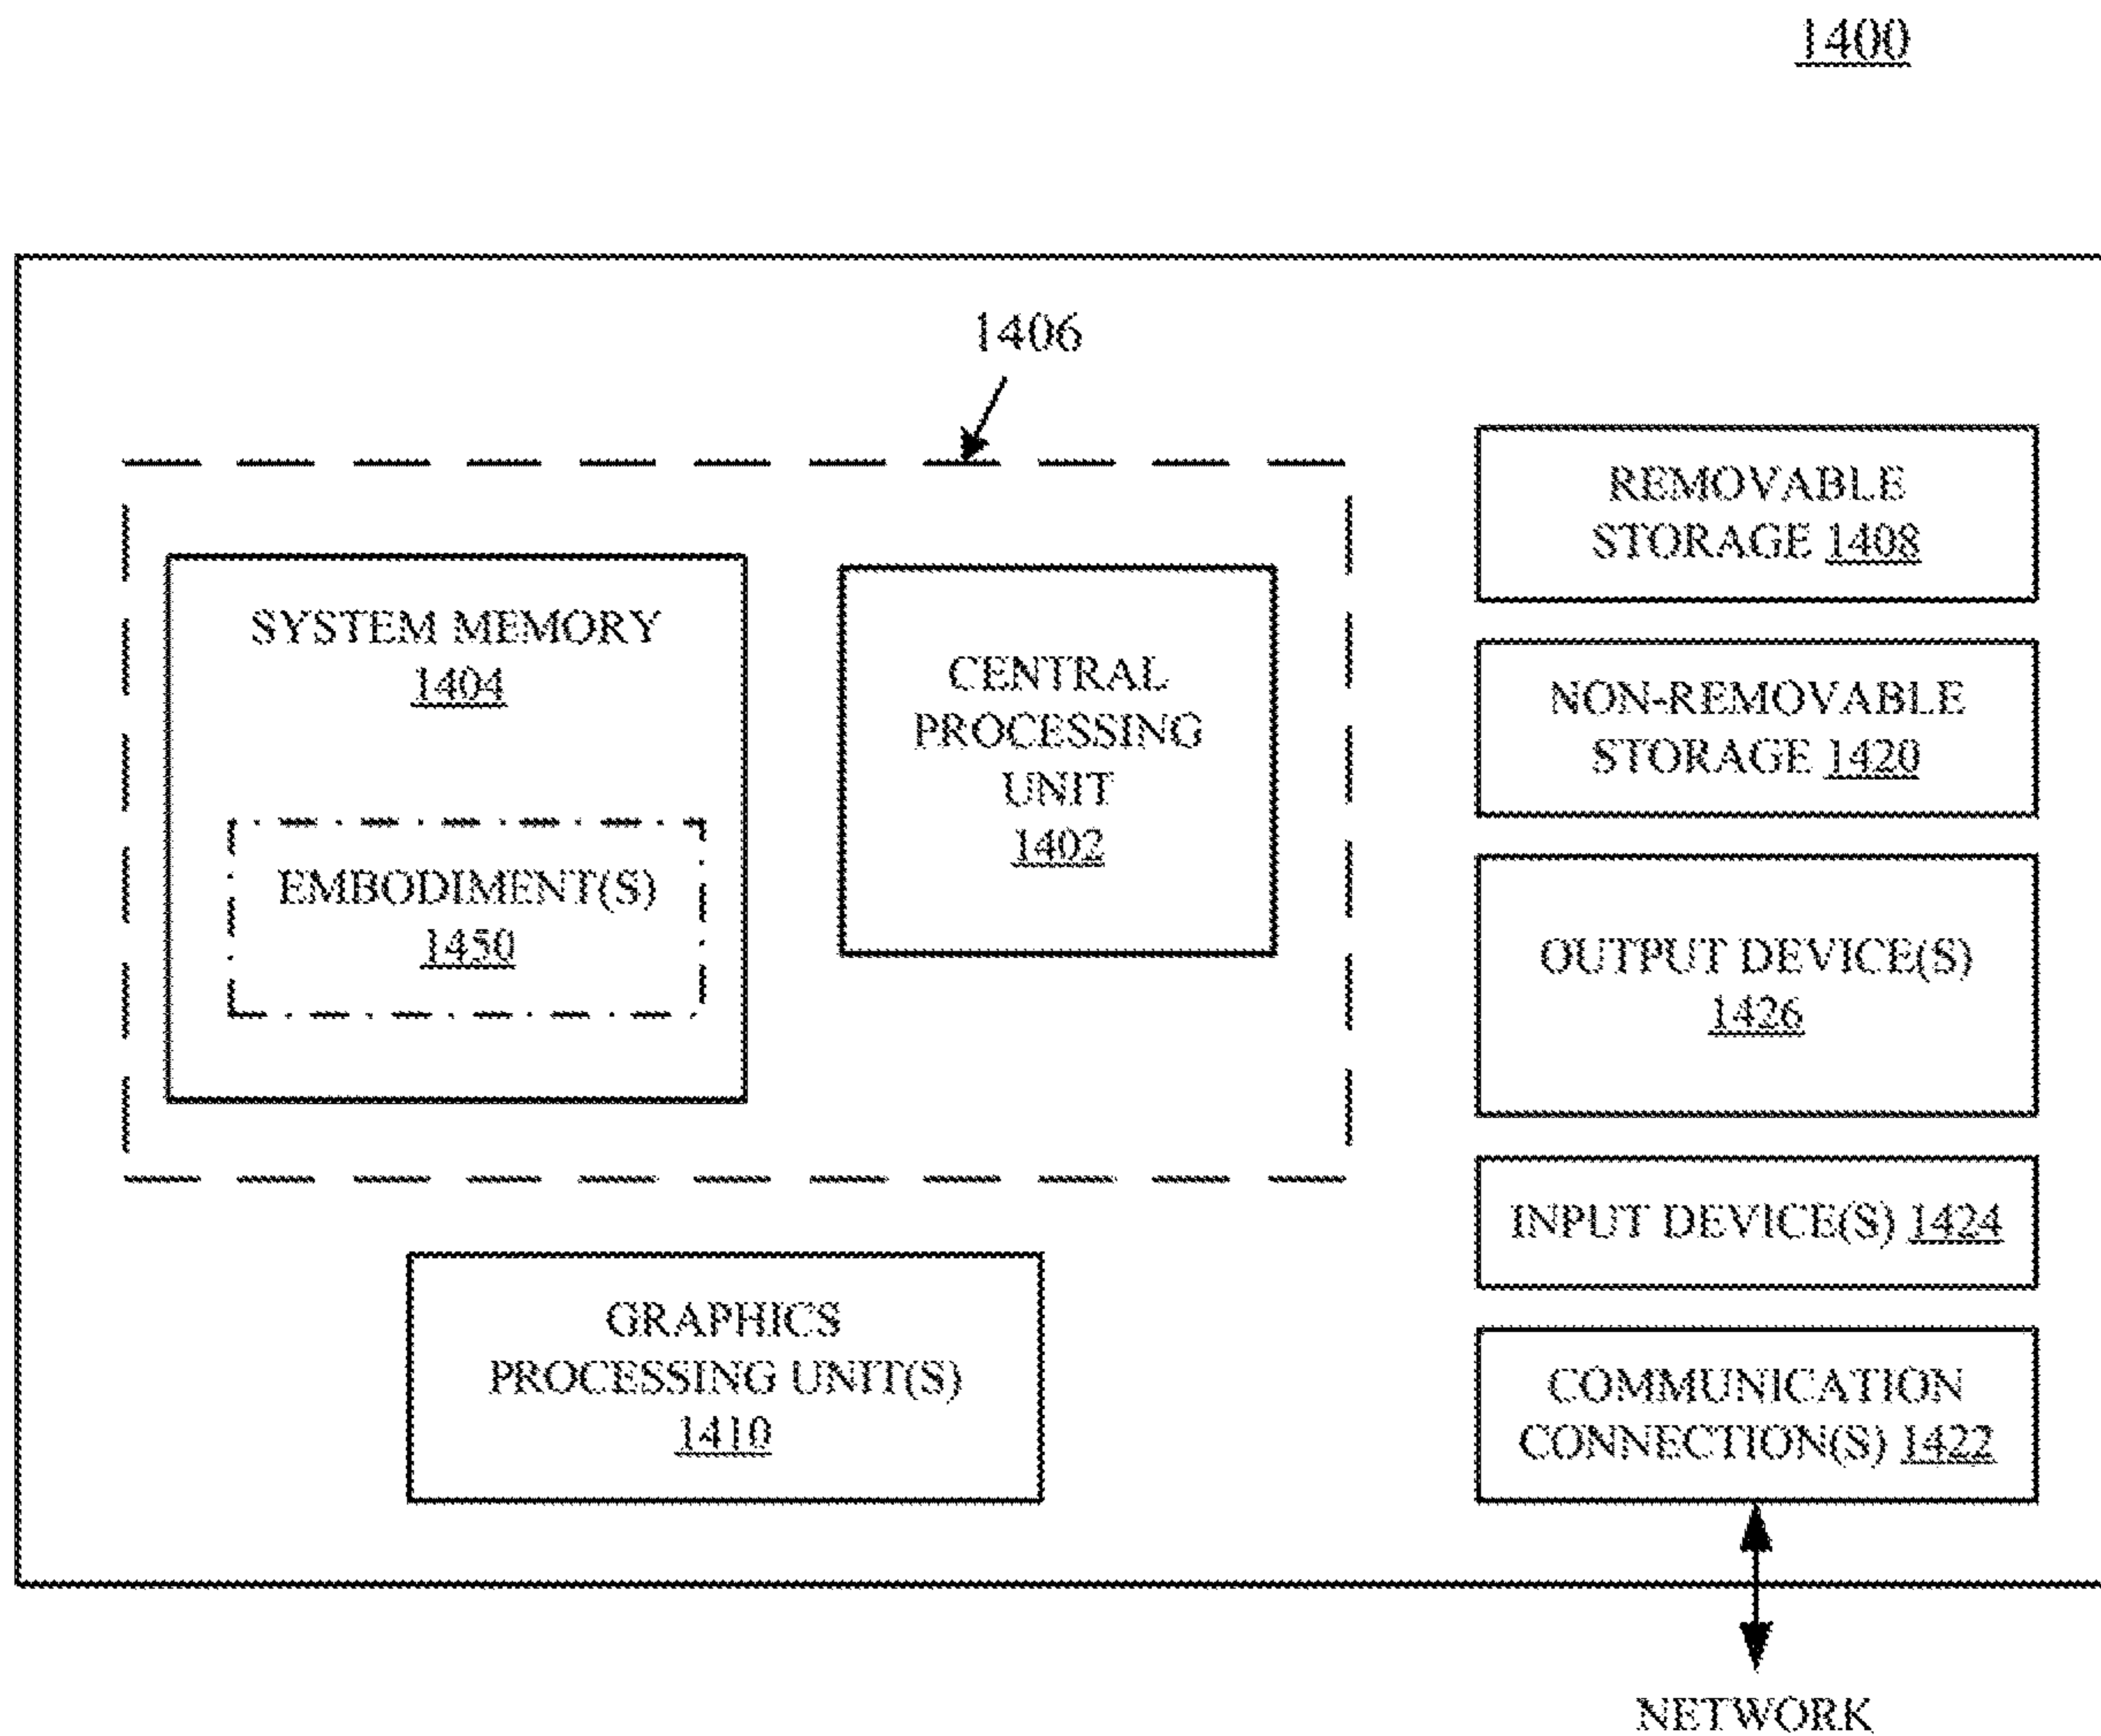 1400
1406
SYSTEM MEMORY
1404
EMBODIMENT(S)
1450
CENTRAL
PROCESSING
UNIT
1402
GRAPHICS
PROCESSING UNIT(S)
1410
REMOVABLE
STORAGE 1408
NON-REMOVABLE
STORAGE 1420
OUTPUT DEVICE(S)
1426
INPUT DEVICE(S) 1424
COMMUNICATION
CONNECTION(S) 1422
NETWORK